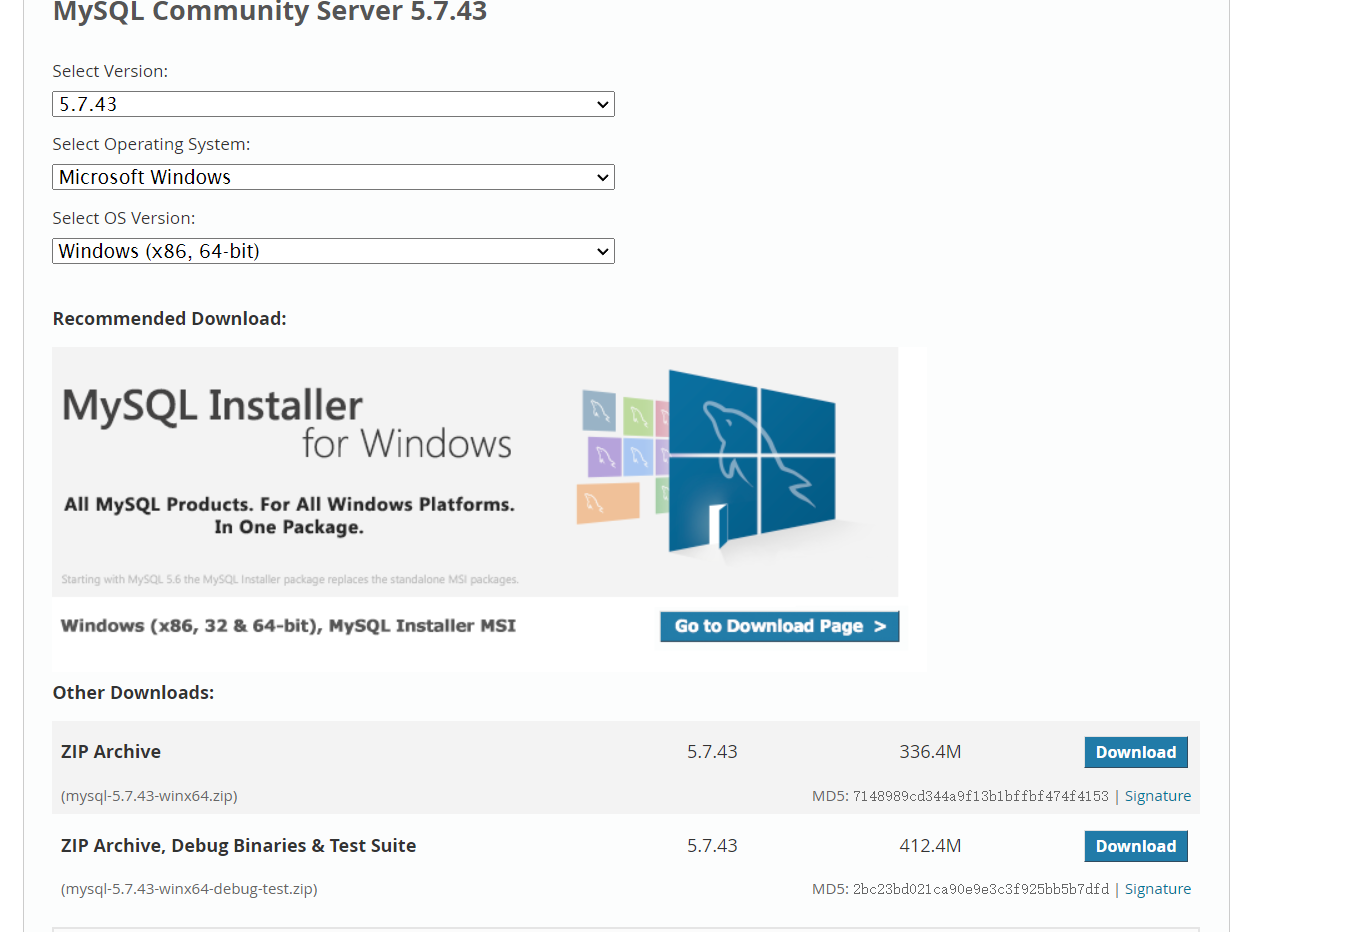 MySQL Community Server 5.7.43
Select Version:
5.7.43
Select Operating System:
Microsoft Windows
Select OS Version:
Windows (x86, 64-bit)
Recommended Download:
MySQL Installer
for Windows
All MySQL Products. For All Windows Platforms.
In One Package.
Starting with MySQL 5.6 the MySQL Installer package replaces the standalone MSI packages.
Windows (x86, 32 & 64-bit), MySQL Installer MSI Go to Download Page >
Other Downloads:
ZIP Archive 5.7.43 336.4M Download
(mysql-5.7.43-winx64.zip) MD5: 7148989cd344a9f13b1bffbf474f4153 | Signature
ZIP Archive, Debug Binaries & Test Suite 5.7.43 412.4M Download
(mysql-5.7.43-winx64-debug-test.zip) MD5: 2bc23bd021ca90e9e3c3f925bb5b7dfd | Signature